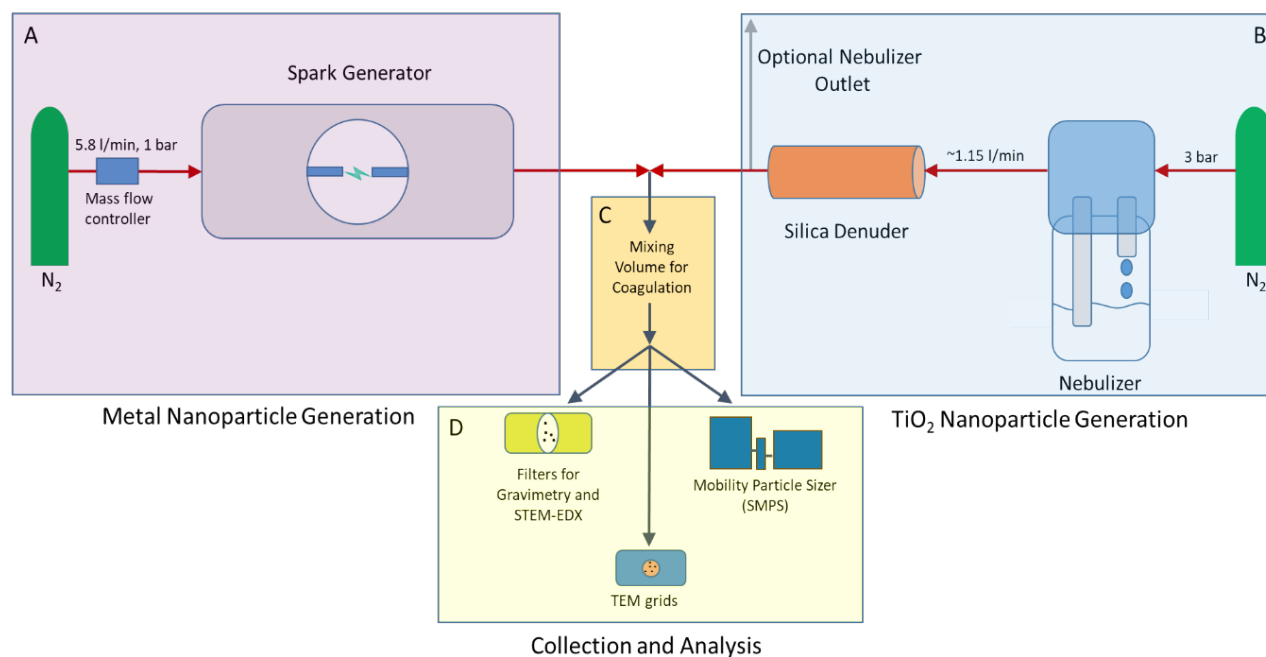 A
Spark Generator
5.8 l/min, 1 bar
Mass flow
controller
N₂
Metal Nanoparticle Generation
B
Optional Nebulizer
Outlet
~1.15 l/min
3 bar
Silica Denuder
N₂
Nebulizer
TiO₂ Nanoparticle Generation
C
Mixing
Volume for
Coagulation
D
Filters for
Gravimetry and
STEM-EDX
Mobility Particle Sizer
(SMPS)
TEM grids
Collection and Analysis